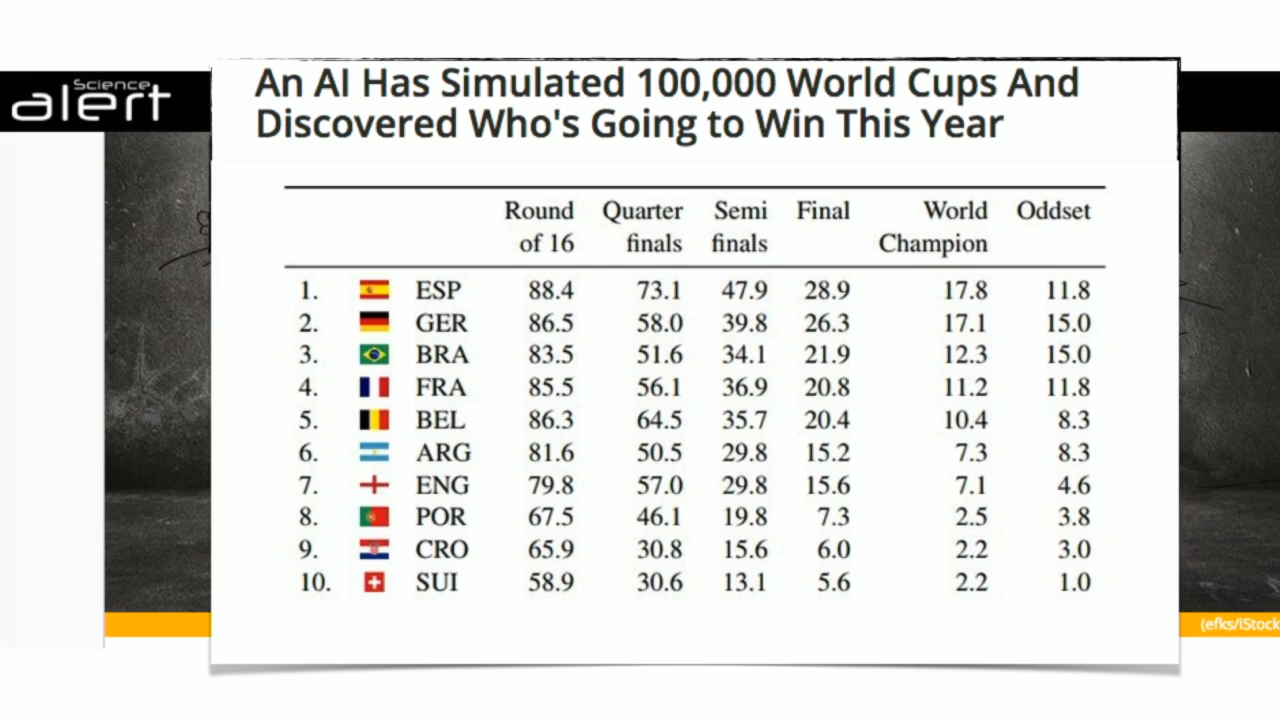 Science
alert
An AI Has Simulated 100,000 World Cups And
Discovered Who's Going to Win This Year
Round Quarter Semi Final World Oddset
of 16 finals finals Champion
1. ESP 88.4 73.1 47.9 28.9 17.8 11.8
2. GER 86.5 58.0 39.8 26.3 17.1 15.0
3. BRA 83.5 51.6 34.1 21.9 12.3 15.0
4. FRA 85.5 56.1 36.9 20.8 11.2 11.8
5. BEL 86.3 64.5 35.7 20.4 10.4 8.3
6. ARG 81.6 50.5 29.8 15.2 7.3 8.3
7. ENG 79.8 57.0 29.8 15.6 7.1 4.6
8. POR 67.5 46.1 19.8 7.3 2.5 3.8
9. CRO 65.9 30.8 15.6 6.0 2.2 3.0
10. SUI 58.9 30.6 13.1 5.6 2.2 1.0
(efks/iStock